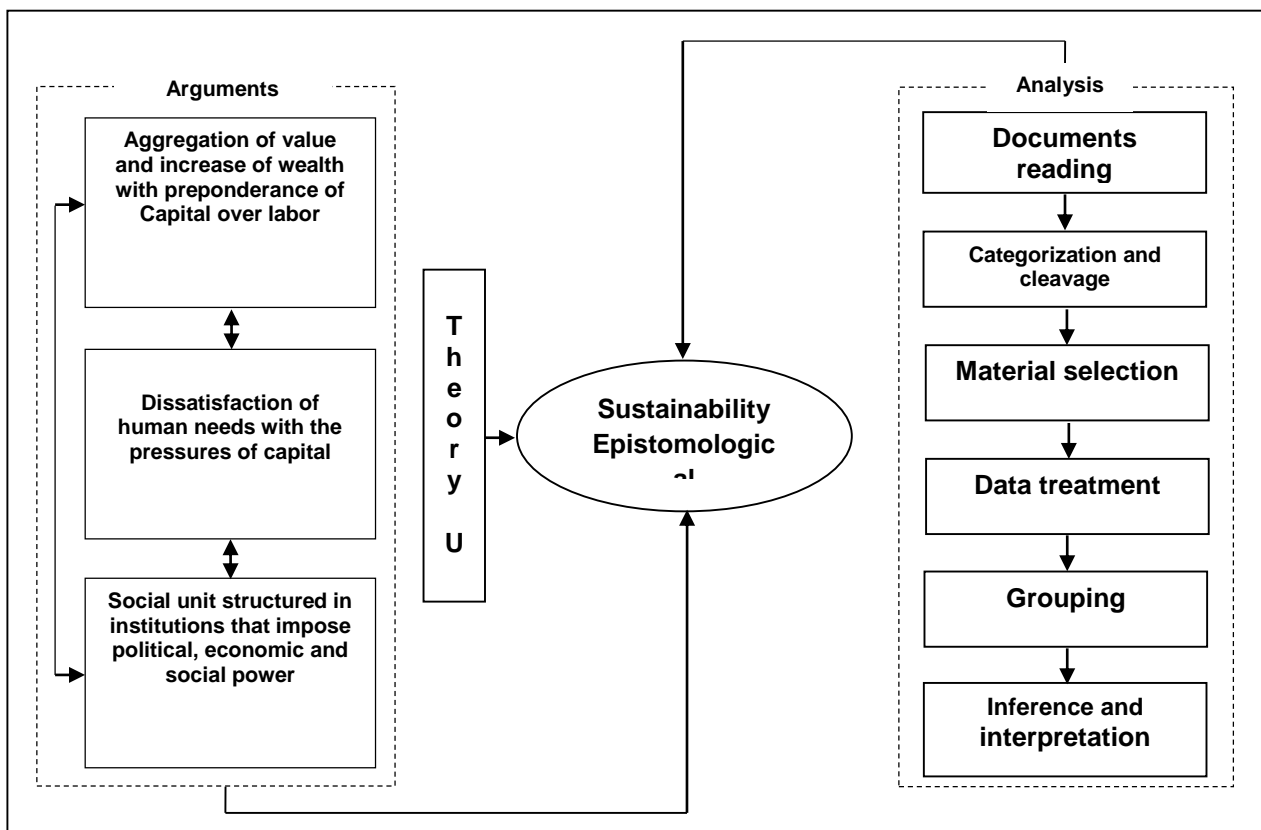 Arguments
Aggregation of value
and increase of wealth
with preponderance of
Capital over labor
Dissatisfaction of
human needs with the
pressures of capital
Social unit structured in
institutions that impose
political, economic and
social power
T
h
e
o
r
y
U
Sustainability
Epistomologic
al
Analysis
Documents
reading
Categorization and
cleavage
Material selection
Data treatment
Grouping
Inference and
interpretation